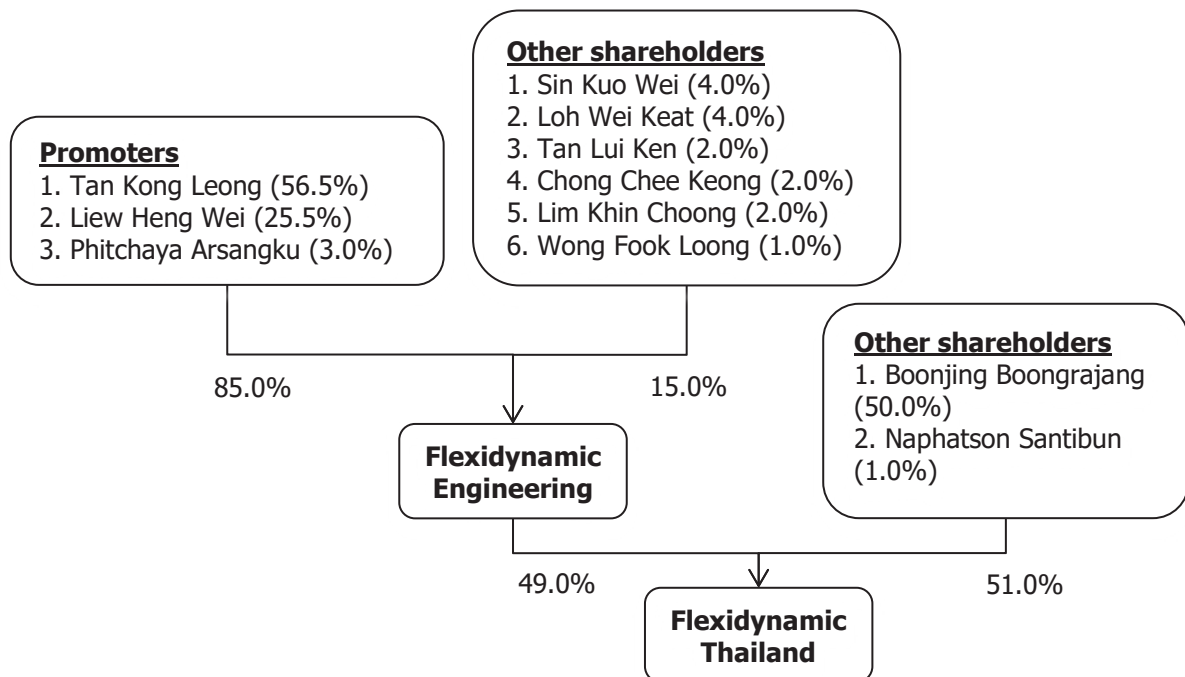 Other shareholders
1. Sin Kuo Wei (4.0%)
2. Loh Wei Keat (4.0%)
3. Tan Lui Ken (2.0%)
4. Chong Chee Keong (2.0%)
5. Lim Khin Choong (2.0%)
6. Wong Fook Loong (1.0%)
Promoters
1. Tan Kong Leong (56.5%)
2. Liew Heng Wei (25.5%)
3. Phitchaya Arsangku (3.0%)
Other shareholders
1. Boonjing Boongrajang
(50.0%)
2. Naphatson Santibun
(1.0%)
85.0%
15.0%
Flexidynamic
Engineering
49.0%
51.0%
Flexidynamic
Thailand